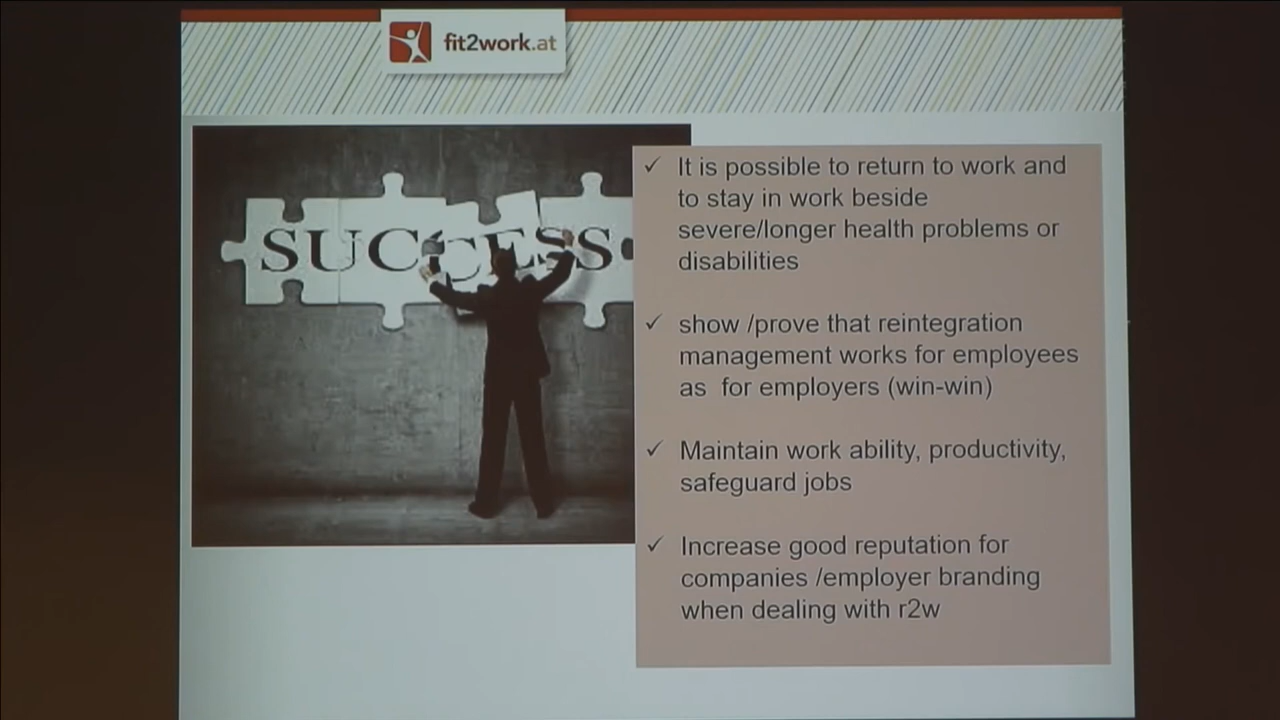 fit2work.at
SUCCESS
✓ It is possible to return to work and
to stay in work beside
severe/longer health problems or
disabilities
✓ show /prove that reintegration
management works for employees
as  for employers (win-win)
✓ Maintain work ability, productivity,
safeguard jobs
✓ Increase good reputation for
companies /employer branding
when dealing with r2w